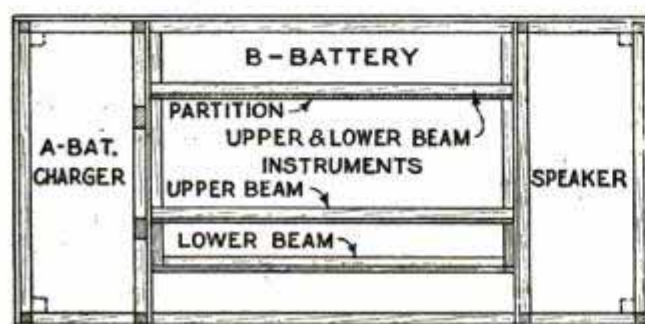 B-BATTERY
PARTITION
UPPER & LOWER BEAM
INSTRUMENTS
A-BAT.
CHARGER
SPEAKER
UPPER BEAM
LOWER BEAM